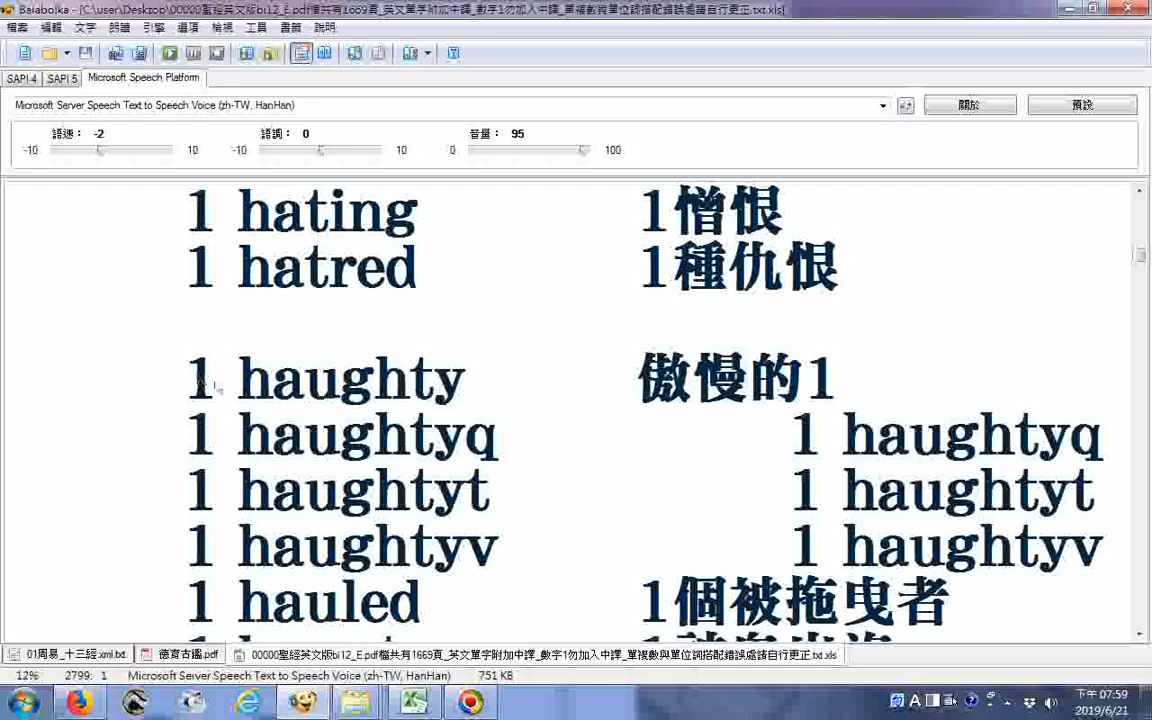 Balabolka - [C:\user\Desktop\00000聖經英文版bi12_E.pdf檔共有1669頁_英文單字附加中譯_數字1勿加入中譯_單複數與單位詞搭配錯誤處請自行更正.txt.xls]
檔案 編輯 文字 朗讀 引擎 選項 檢視 工具 書籤 說明
SAPI 4 SAPI 5 Microsoft Speech Platform
Microsoft Server Speech Text to Speech Voice (zh-TW, HanHan) 關於 預設
語速： -2 語調： 0 音量： 95
-10 10 -10 10 0 100
1 hating 1憎恨
1 hatred 1種仇恨
1 haughty 傲慢的1
1 haughtyq 1 haughtyq
1 haughtyt 1 haughtyt
1 haughtyv 1 haughtyv
1 hauled 1個被拖曳者
01周易_十三經.xml.txt 德育古鑑.pdf 00000聖經英文版bi12_E.pdf檔共有1669頁_英文單字附加中譯_數字1勿加入中譯_單複數與單位詞搭配錯誤處請自行更正.txt.xls
12% 2799: 1 Microsoft Server Speech Text to Speech Voice (zh-TW, HanHan) 751 KB
下午 07:59
2019/6/21